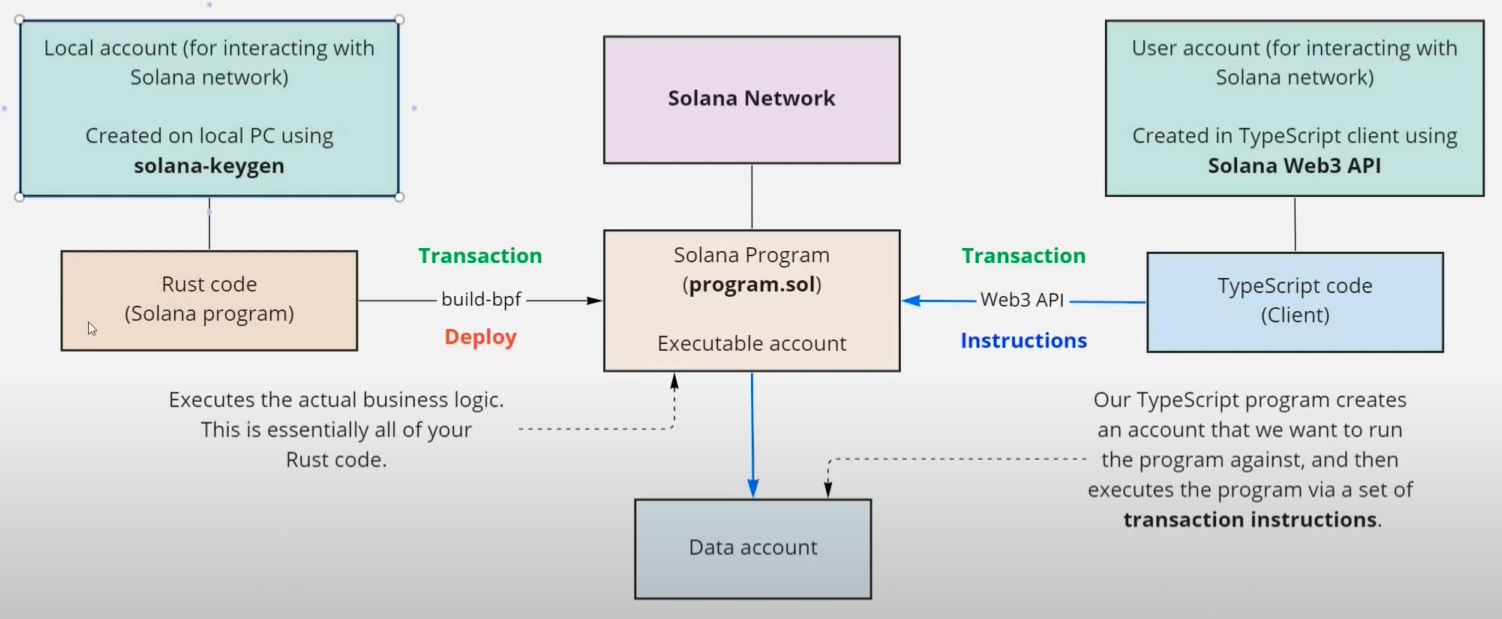 Local account (for interacting with
Solana network)
Created on local PC using
solana-keygen
Solana Network
User account (for interacting with
Solana network)
Created in TypeScript client using
Solana Web3 API
Rust code
(Solana program)
Transaction
build-bpf
Deploy
Solana Program
(program.sol)
Executable account
Transaction
Web3 API
Instructions
TypeScript code
(Client)
Executes the actual business logic.
This is essentially all of your
Rust code.
Our TypeScript program creates
an account that we want to run
the program against, and then
executes the program via a set of
transaction instructions.
Data account